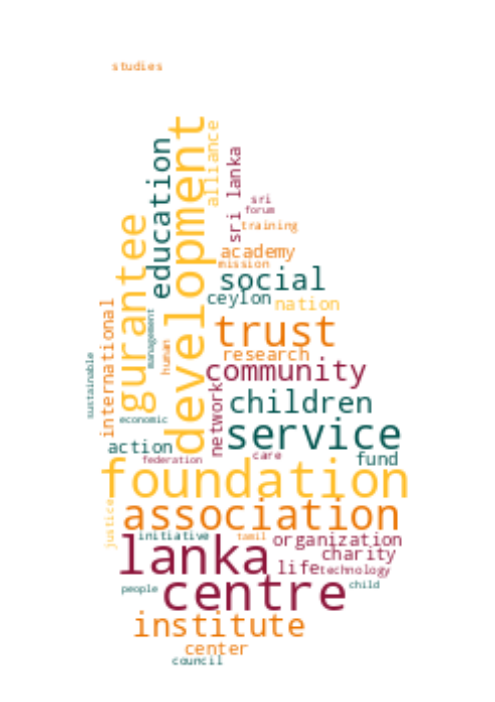 studies
development
alliance
education
sri lanka
sri
forum
gurantee
training
academy
mission
social
ceylon
nation
international
management
trust
human
research
sustainable
community
network
children
economic
service
action
care
fund
federation
foundation
association
justice
initiative
tamil
organization
lanka
charity
life
technology
people
centre
child
institute
center
council